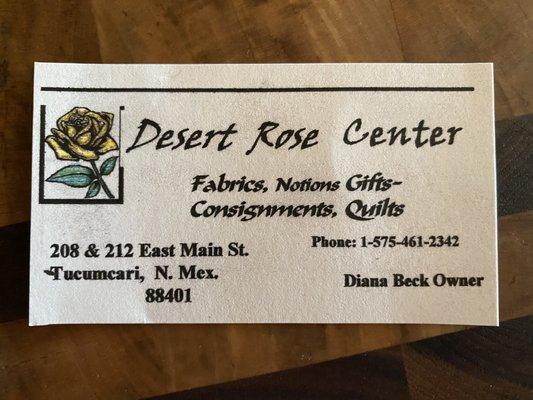 Desert Rose Center
Fabrics, Notions Gifts-
Consignments, Quilts
208 & 212 East Main St.
Tucumcari, N. Mex.
88401
Phone: 1-575-461-2342
Diana Beck Owner